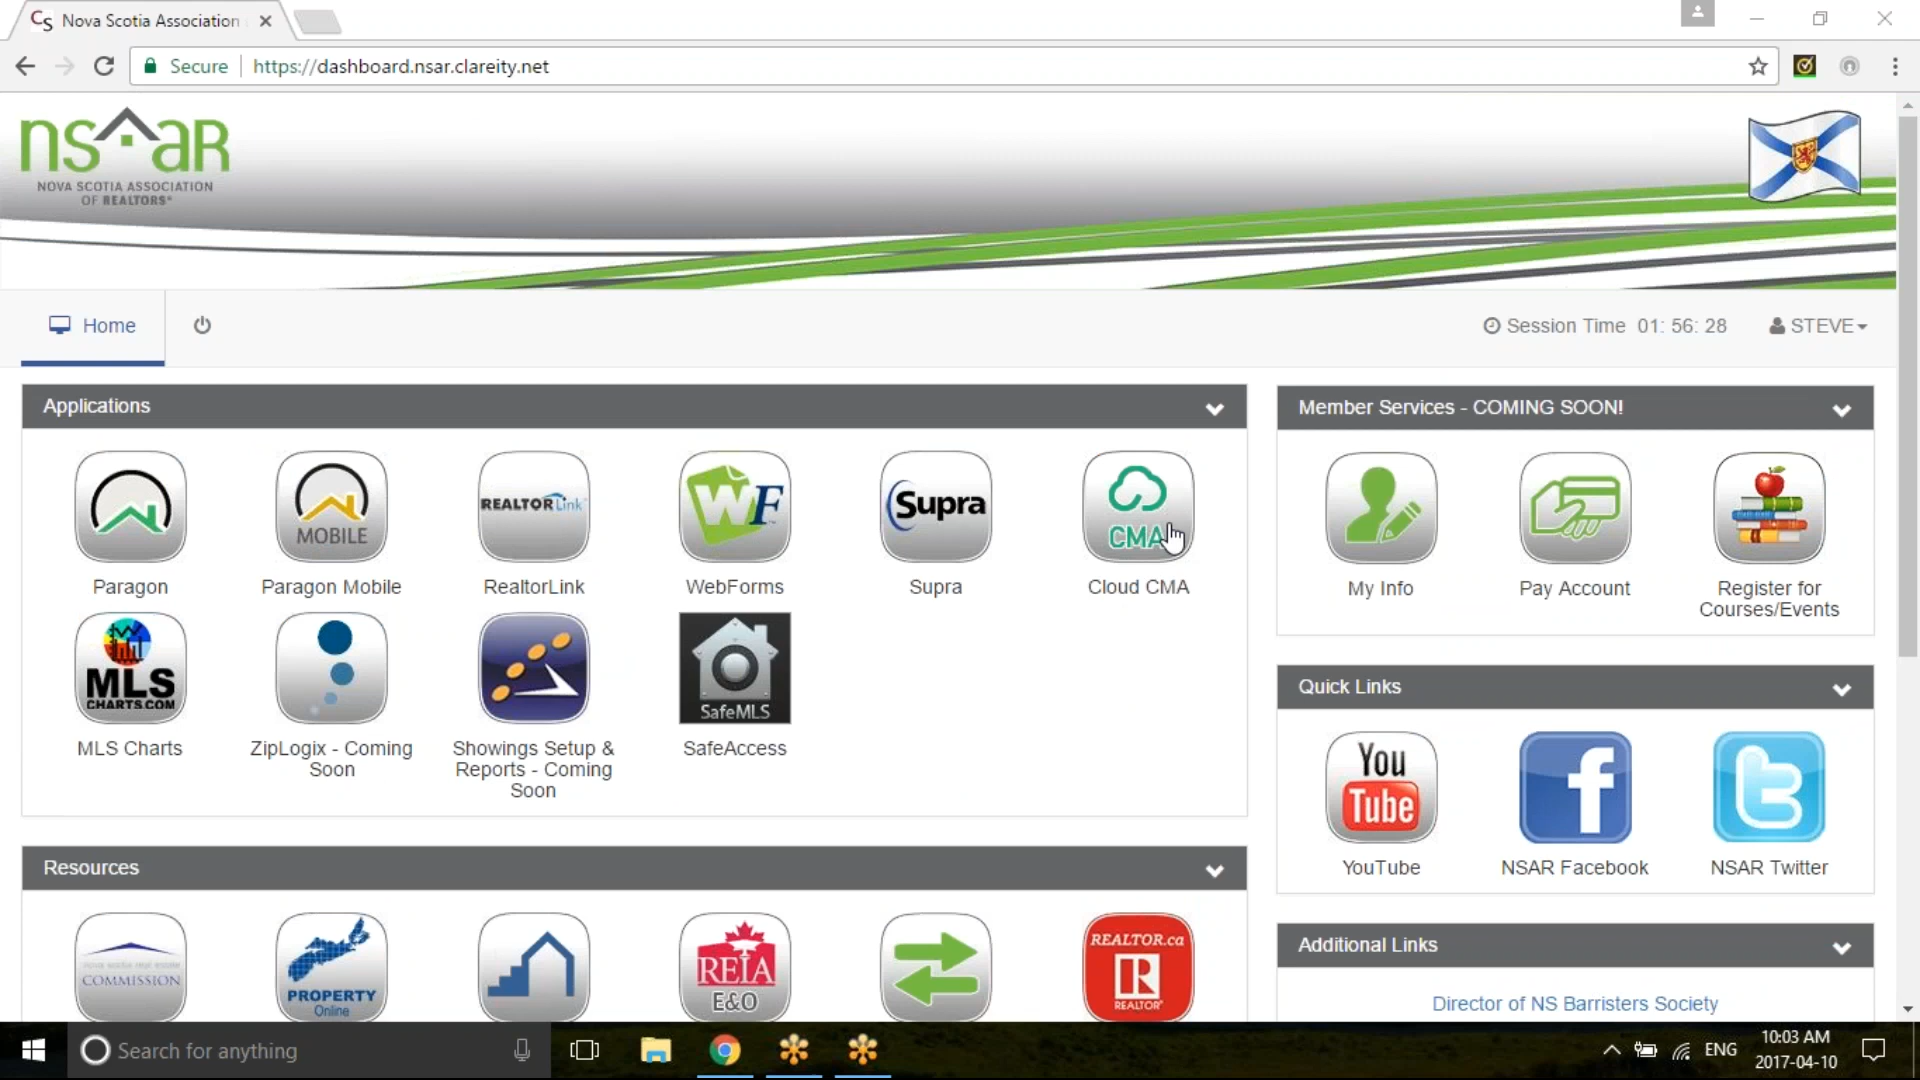 Nova Scotia Association
Secure
https://dashboard.nsar.clareity.net
nsaR
NOVA SCOTIA ASSOCIATION
OF REALTORS®
Home
Session Time 01: 56: 28
STEVE
Applications
MOBILE
REALTOR Link
WF
Supra
CMA
Paragon
Paragon Mobile
RealtorLink
WebForms
Supra
Cloud CMA
MLS
CHARTS.COM
SafeMLS
MLS Charts
ZipLogix - Coming
Soon
Showings Setup &
Reports - Coming
Soon
SafeAccess
Resources
nova scotia real estate
COMMISSION
PROPERTY
Online
REIA
E&O
REALTOR.ca
R
REALTOR®
Member Services - COMING SOON!
My Info
Pay Account
Register for
Courses/Events
Quick Links
You
Tube
YouTube
NSAR Facebook
NSAR Twitter
Additional Links
Director of NS Barristers Society
Search for anything
ENG
10:03 AM
2017-04-10